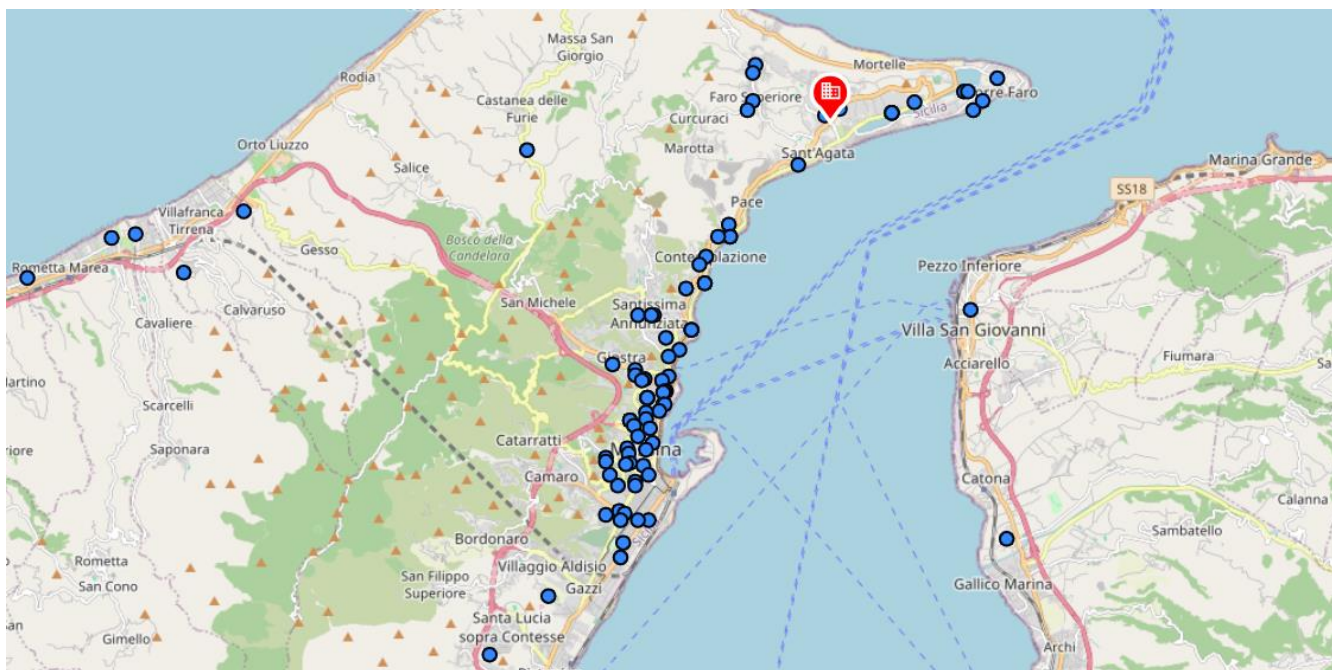 Massa San
Giorgio
Mortelle
Rodia
Castanea delle
Furie
Faro Superiore
Torre Faro
Curcuraci
Sicilia
Orto Liuzzo
Marotta
Sant'Agata
Marina Grande
Salice
SS18
Villafranca
Tirrena
Pace
Gesso
Bosco della
Candelara
Contemplazione
Rometta Marea
Pezzo Inferiore
Calvaruso
San Michele
Santissima
Annunziata
Cavaliere
Villa San Giovanni
Giostra
Acciarello
Fiumara
Martino
Scarcelli
Catarratti
Messina
Saponara
Camaro
Catona
Calanna
Bordonaro
Sambatello
Rometta
San Cono
San Filippo
Superiore
Villaggio Aldisio
Gazzi
Gallico Marina
Gimello
Santa Lucia
sopra Contesse
Archi